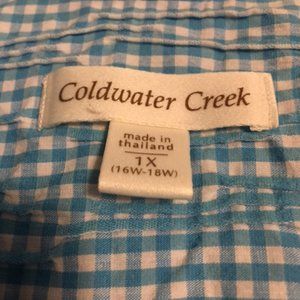 Coldwater Creek
made in
thailand
1X
(16W-18W)